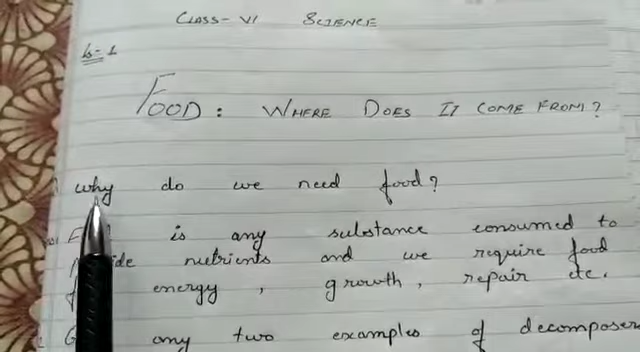 CLASS- VI SCIENCE
Ls-1
FOOD: WHERE DOES IT COME FROM?
why do we need food?
is any substance consumed to
nutrients and we require food
energy, growth, repair etc.
any two examples of decomposer